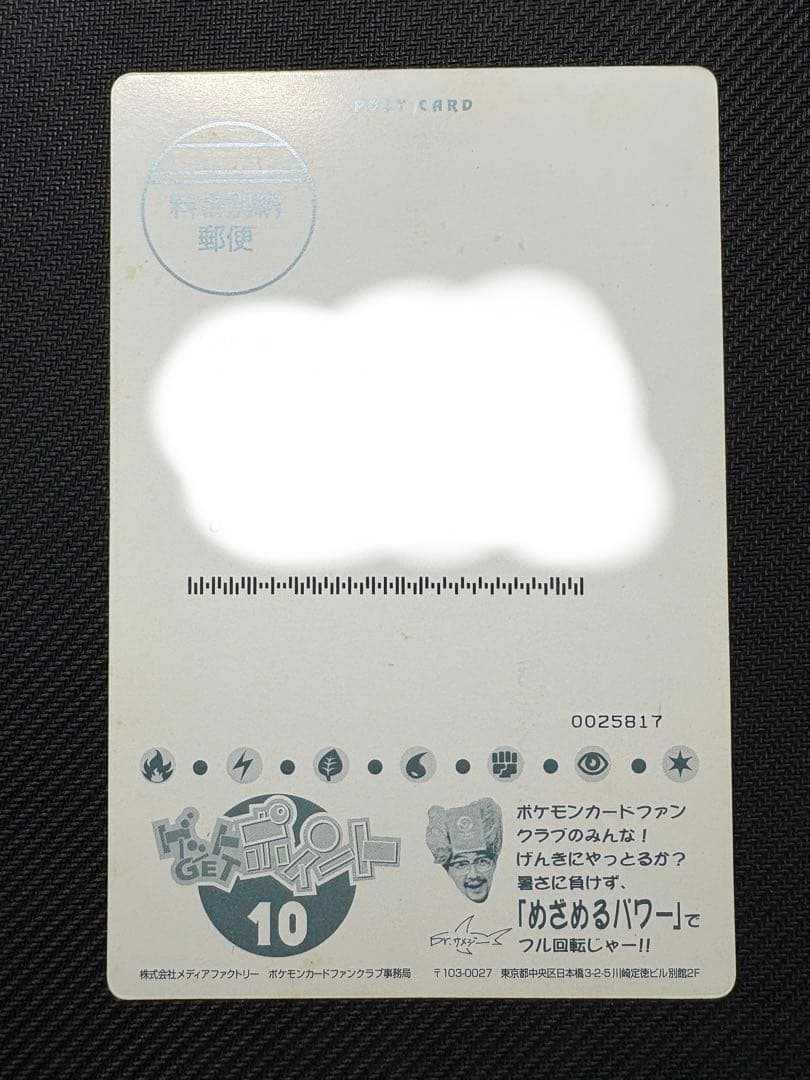 POST CARD
料金別納
郵便
0025817
ゲット
GET
ポイント
10
ポケモンカードファン
クラブのみんな!
げんきにやっとるか?
暑さに負けず、
「めざめるパワー」で
フル回転じゃー!!
Dr.サメジー
株式会社メディアファクトリー ポケモンカードファンクラブ事務局 〒103-0027 東京都中央区日本橋3-2-5川崎定徳ビル別館2F